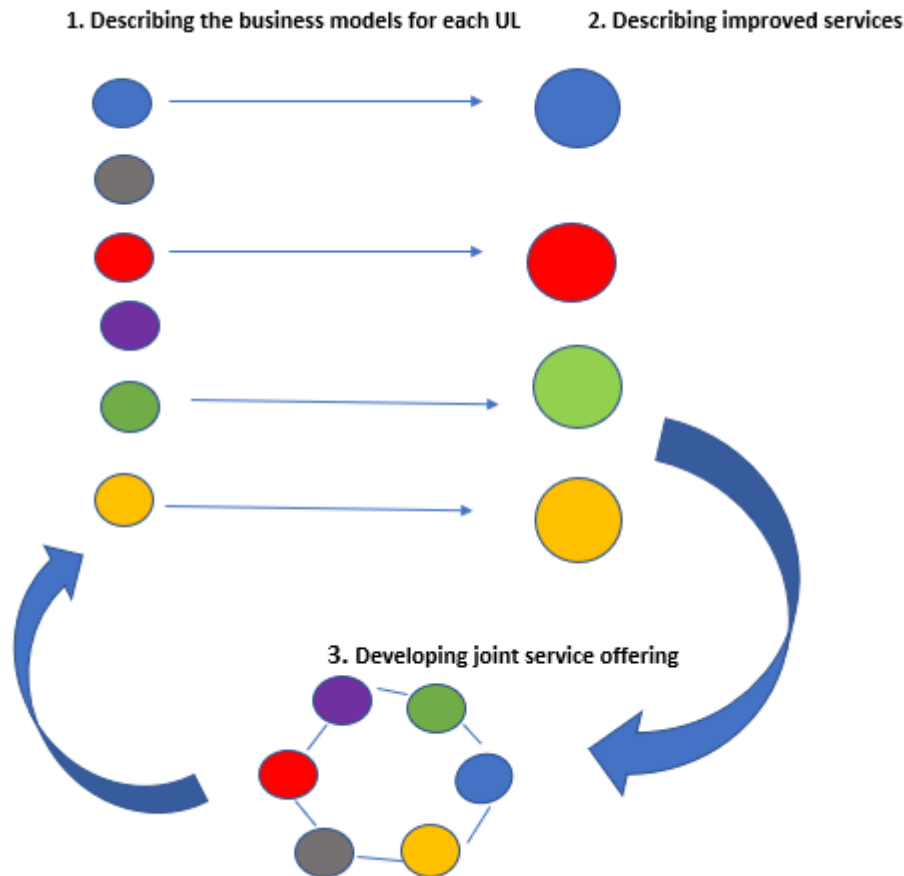 1. Describing the business models for each UL
2. Describing improved services
3. Developing joint service offering